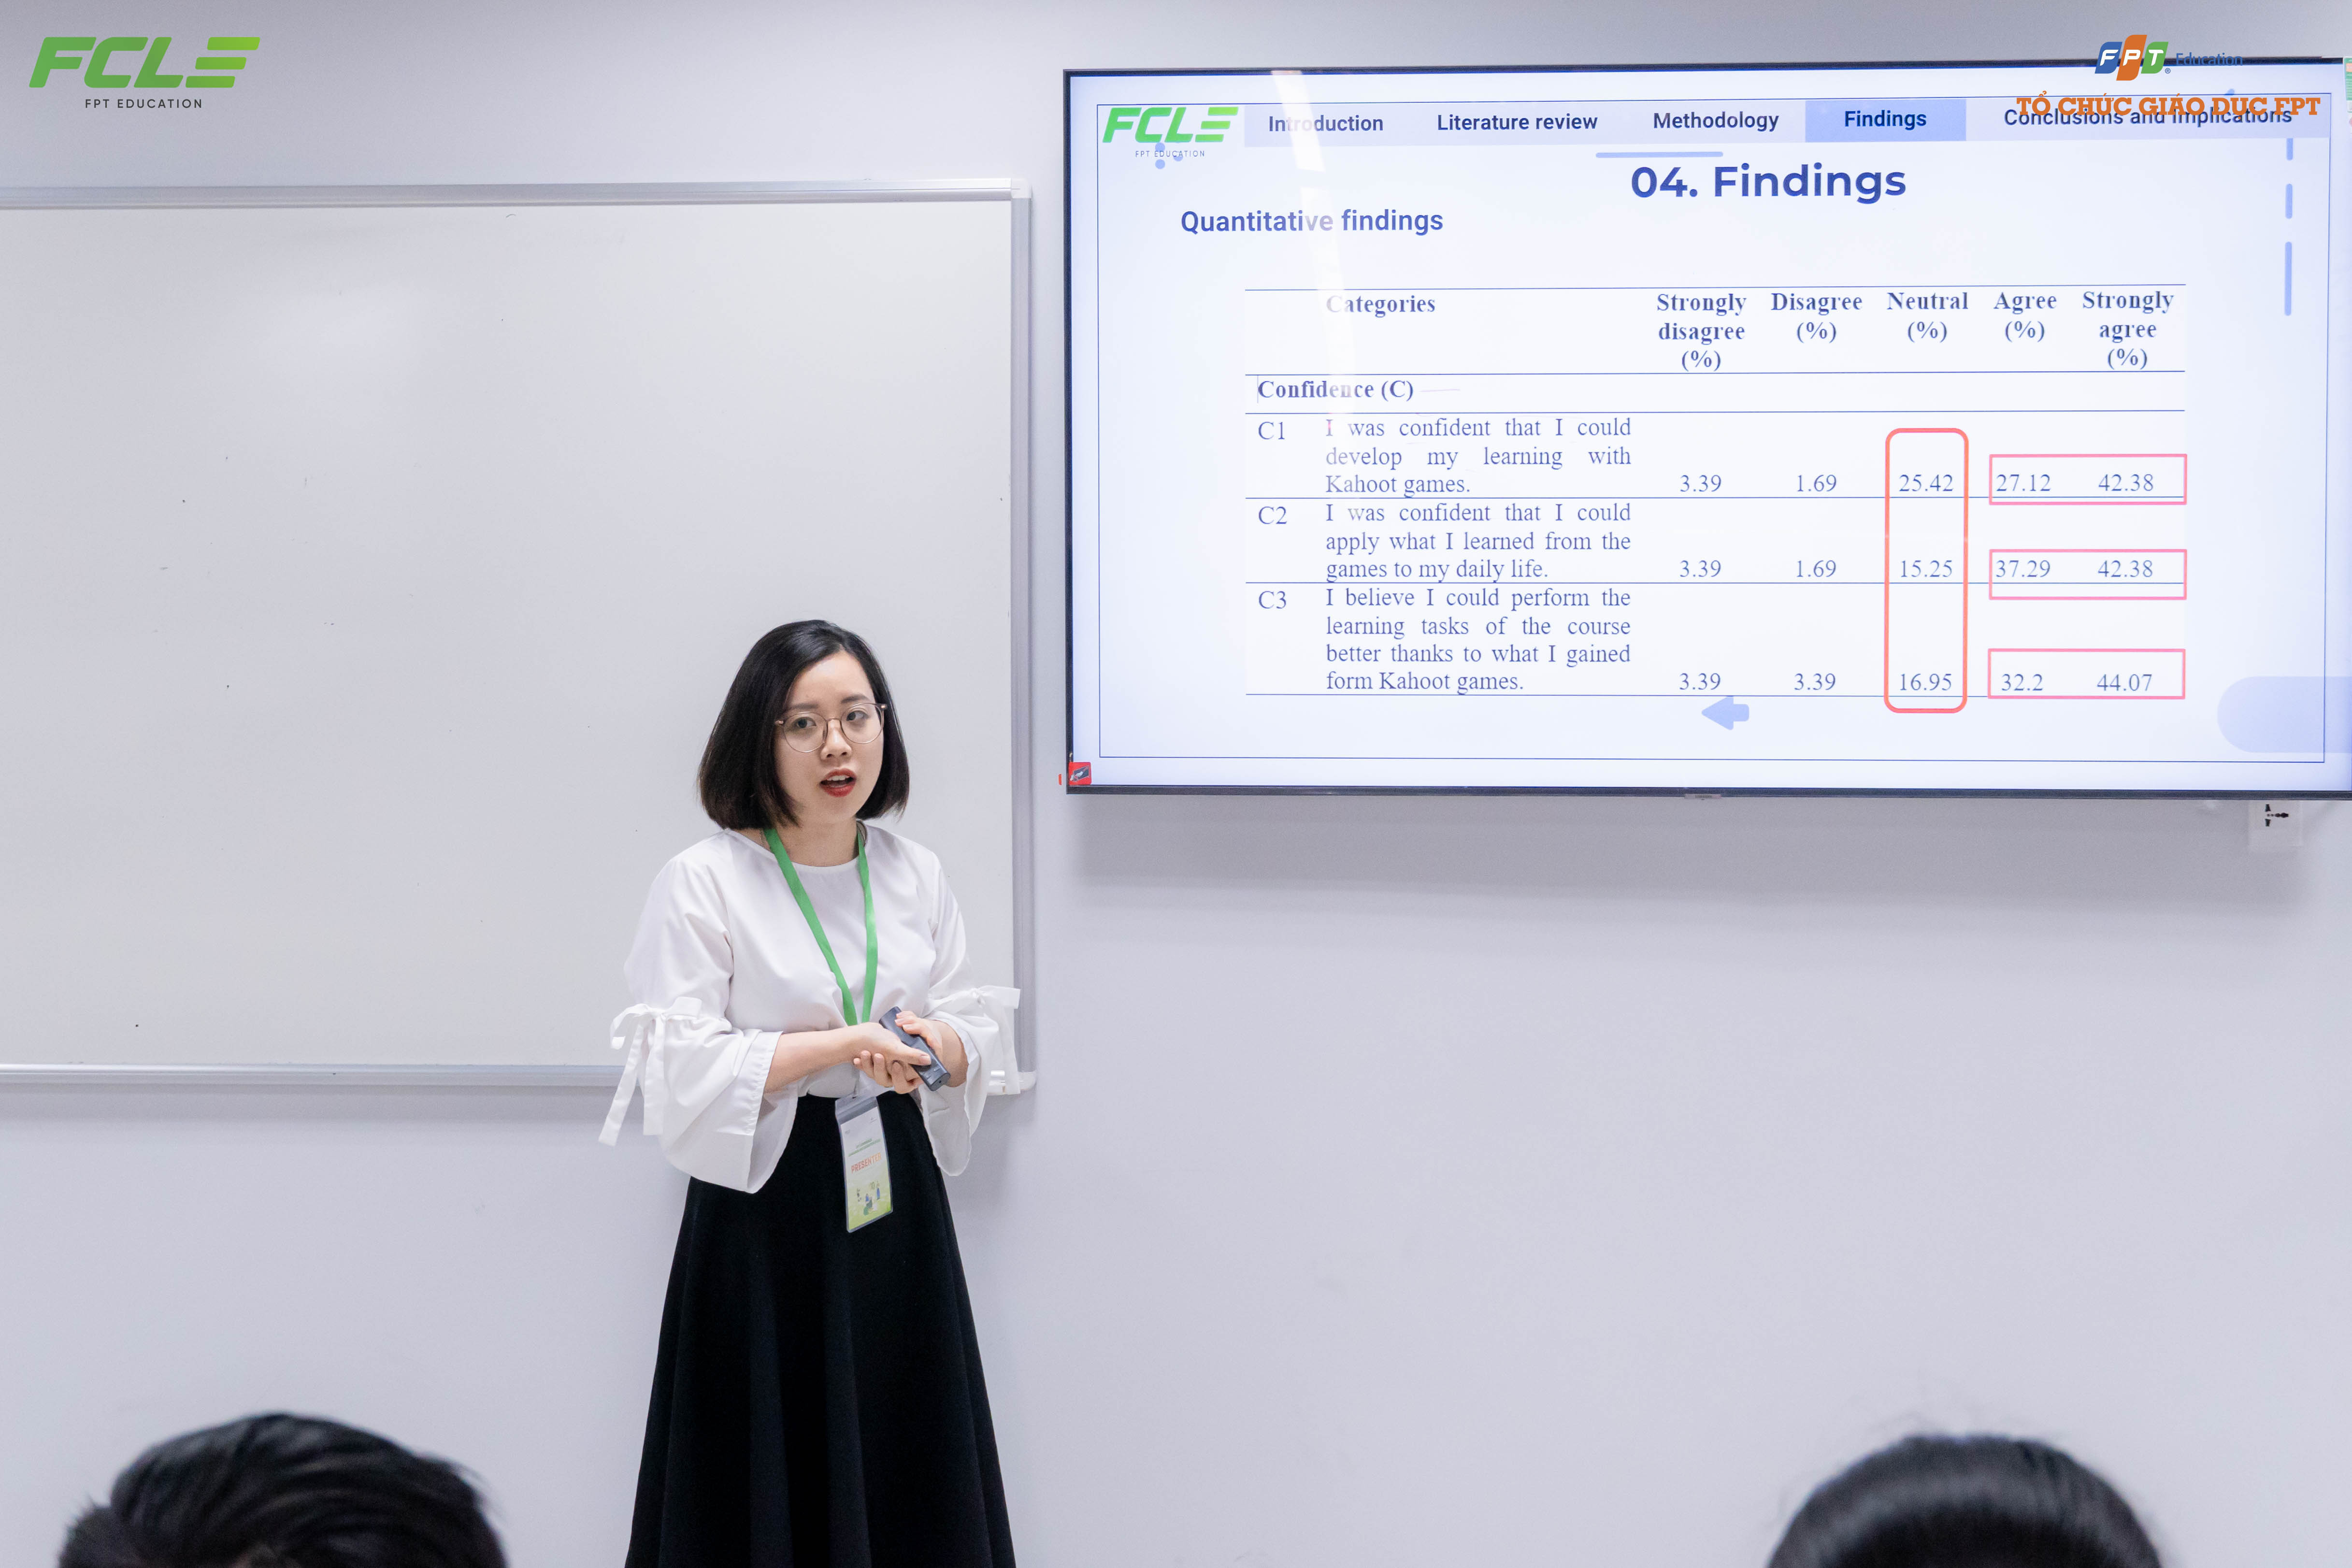 FCLE
FPT EDUCATION
FPT Education
TỔ CHỨC GIÁO DỤC FPT
FCLE
FPT EDUCATION
Introduction Literature review Methodology Findings Conclusions and implications
04. Findings
Quantitative findings
Categories Strongly Disagree Neutral Agree Strongly
disagree (%) (%) (%) agree
(%) (%)
Confidence (C)
C1 I was confident that I could
develop my learning with
Kahoot games. 3.39 1.69 25.42 27.12 42.38
C2 I was confident that I could
apply what I learned from the
games to my daily life. 3.39 1.69 15.25 37.29 42.38
C3 I believe I could perform the
learning tasks of the course
better thanks to what I gained
form Kahoot games. 3.39 3.39 16.95 32.2 44.07
PRESENTER